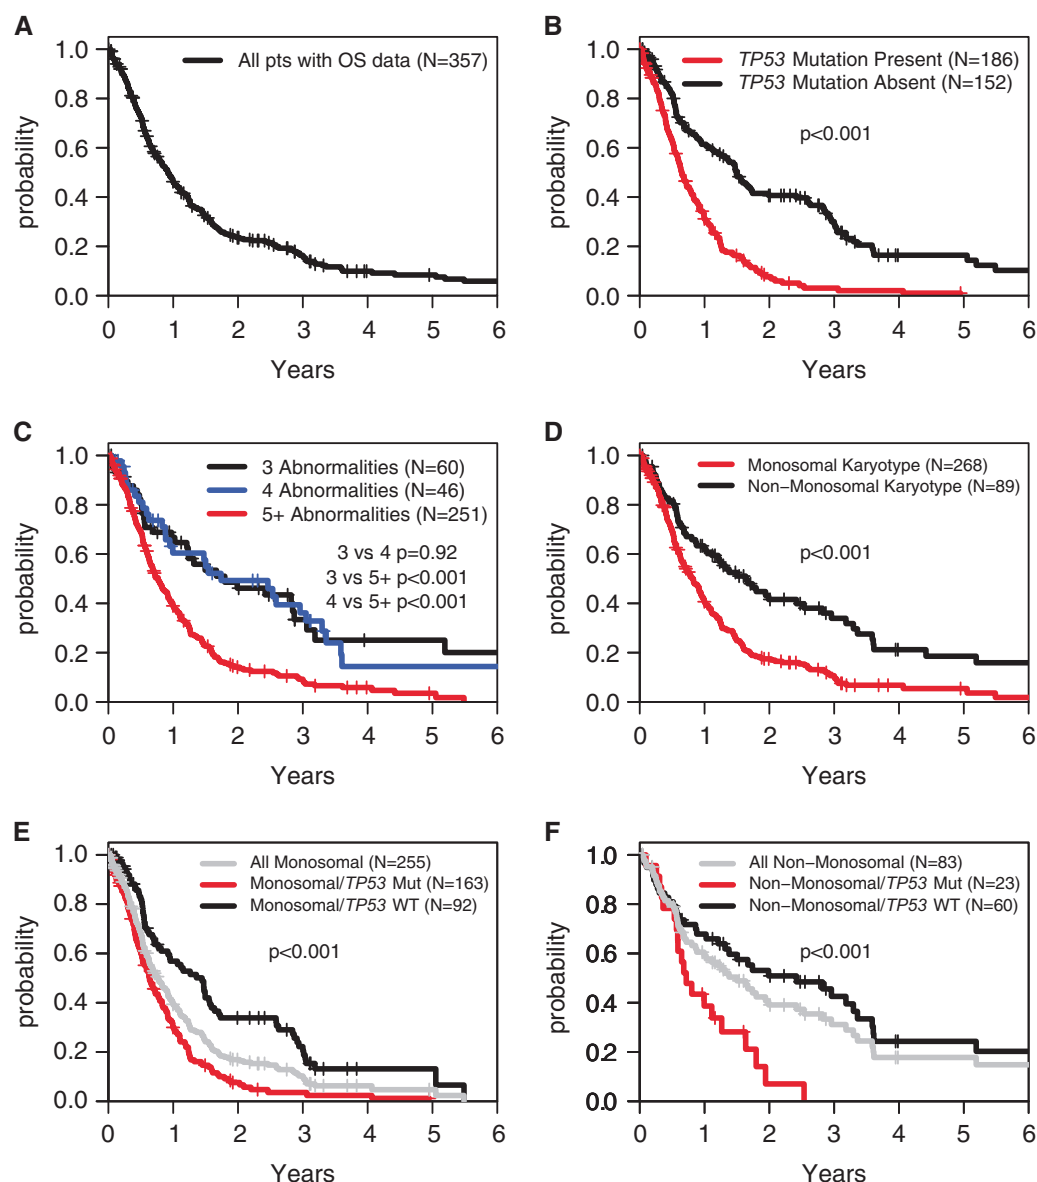 A
All pts with OS data (N=357)
probability
1.0
0.8
0.6
0.4
0.2
0.0
0 1 2 3 4 5 6
Years
B
TP53 Mutation Present (N=186)
TP53 Mutation Absent (N=152)
p<0.001
probability
1.0
0.8
0.6
0.4
0.2
0.0
0 1 2 3 4 5 6
Years
C
3 Abnormalities (N=60)
4 Abnormalities (N=46)
5+ Abnormalities (N=251)
3 vs 4 p=0.92
3 vs 5+ p<0.001
4 vs 5+ p<0.001
probability
1.0
0.8
0.6
0.4
0.2
0.0
0 1 2 3 4 5 6
Years
D
Monosomal Karyotype (N=268)
Non−Monosomal Karyotype (N=89)
p<0.001
probability
1.0
0.8
0.6
0.4
0.2
0.0
0 1 2 3 4 5 6
Years
E
All Monosomal (N=255)
Monosomal/TP53 Mut (N=163)
Monosomal/TP53 WT (N=92)
p<0.001
probability
1.0
0.8
0.6
0.4
0.2
0.0
0 1 2 3 4 5 6
Years
F
All Non−Monosomal (N=83)
Non−Monosomal/TP53 Mut (N=23)
Non−Monosomal/TP53 WT (N=60)
p<0.001
probability
1.0
0.8
0.6
0.4
0.2
0.0
0 1 2 3 4 5 6
Years